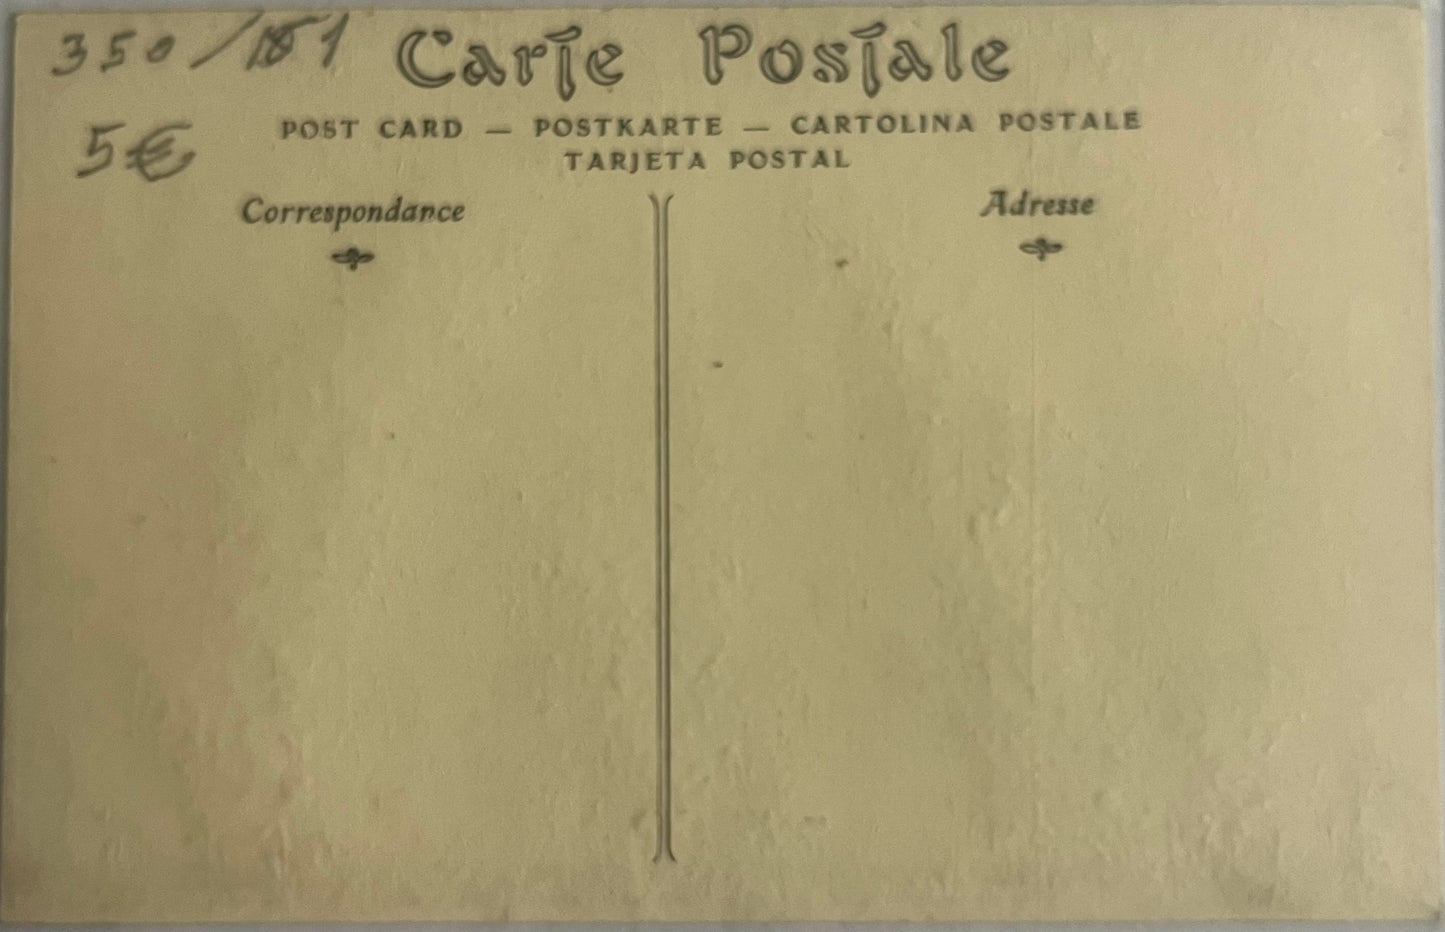 350/181
Carte Postale
5€
POST CARD — POSTKARTE — CARTOLINA POSTALE
TARJETA POSTAL
Correspondance
Adresse